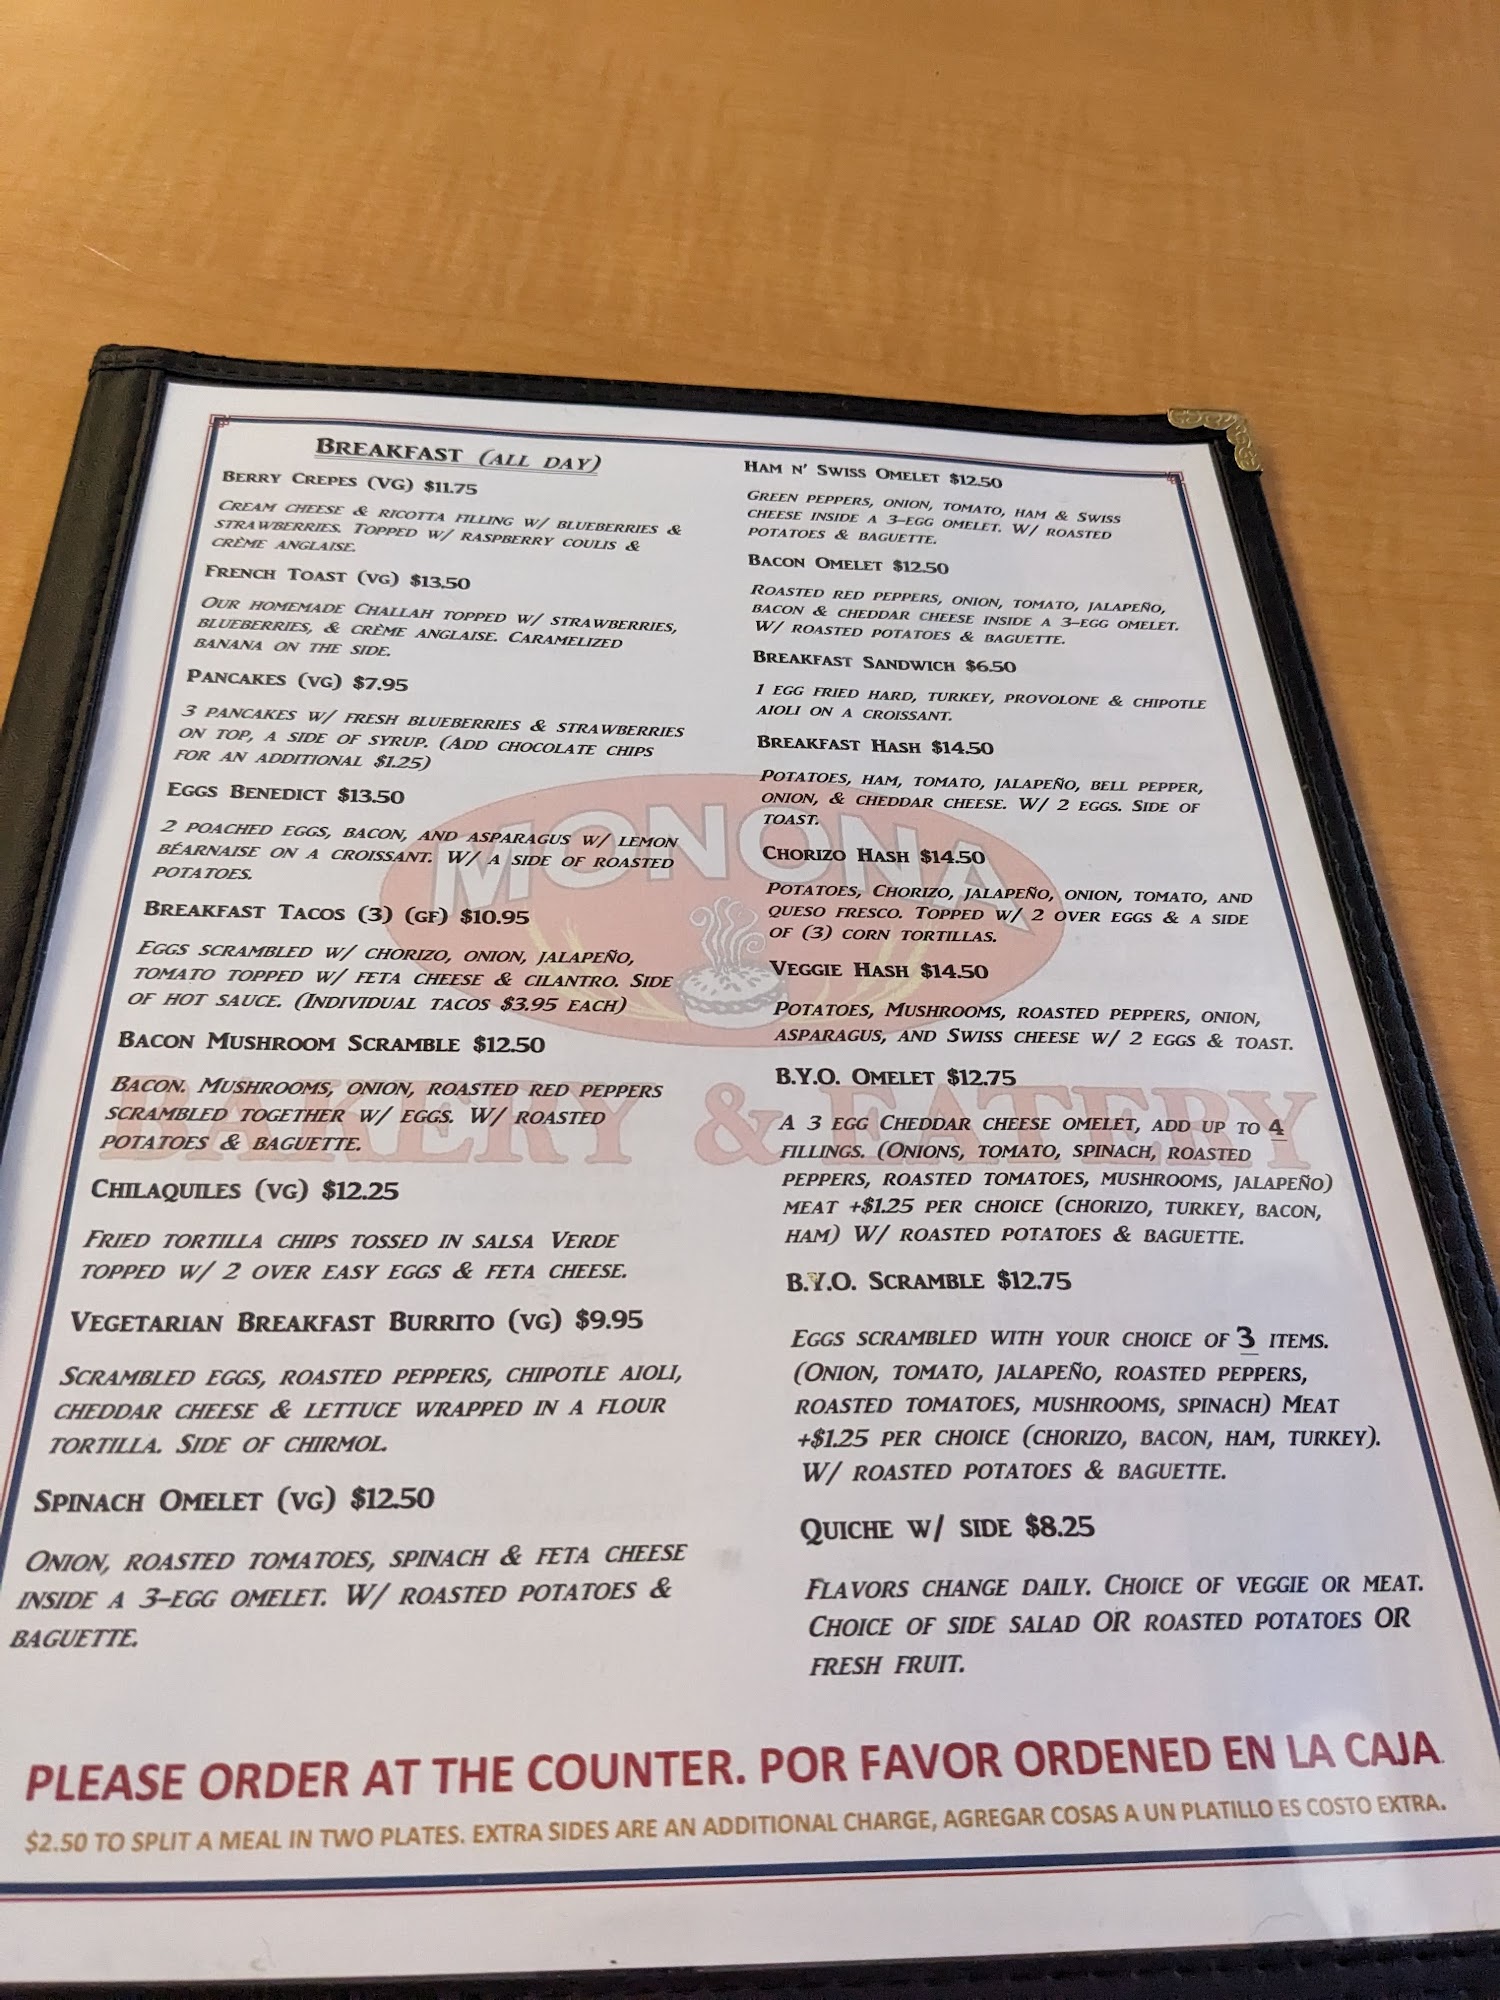 Breakfast (all day)
Berry Crepes (VG) $11.75
Cream cheese & ricotta filling w/ blueberries &
strawberries. Topped w/ raspberry coulis &
crème anglaise.
French Toast (VG) $13.50
Our homemade Challah topped w/ strawberries,
blueberries, & crème anglaise. Caramelized
banana on the side.
Pancakes (VG) $7.95
3 pancakes w/ fresh blueberries & strawberries
on top, a side of syrup. (Add chocolate chips
for an additional $1.25)
Eggs Benedict $13.50
2 poached eggs, bacon, and asparagus w/ lemon
béarnaise on a croissant. W/ a side of roasted
potatoes.
Breakfast Tacos (3) (GF) $10.95
Eggs scrambled w/ chorizo, onion, jalapeño,
tomato topped w/ feta cheese & cilantro. Side
of hot sauce. (Individual tacos $3.95 each)
Bacon Mushroom Scramble $12.50
Bacon. Mushrooms, onion, roasted red peppers
scrambled together w/ eggs. W/ roasted
potatoes & baguette.
Chilaquiles (VG) $12.25
Fried tortilla chips tossed in salsa Verde
topped w/ 2 over easy eggs & feta cheese.
Vegetarian Breakfast Burrito (VG) $9.95
Scrambled eggs, roasted peppers, chipotle aioli,
cheddar cheese & lettuce wrapped in a flour
tortilla. Side of chirmol.
Spinach Omelet (VG) $12.50
Onion, roasted tomatoes, spinach & feta cheese
inside a 3-egg omelet. W/ roasted potatoes &
baguette.
Ham n' Swiss Omelet $12.50
Green peppers, onion, tomato, ham & Swiss
cheese inside a 3-egg omelet. W/ roasted
potatoes & baguette.
Bacon Omelet $12.50
Roasted red peppers, onion, tomato, jalapeño,
bacon & cheddar cheese inside a 3-egg omelet.
W/ roasted potatoes & baguette.
Breakfast Sandwich $6.50
1 egg fried hard, turkey, provolone & chipotle
aioli on a croissant.
Breakfast Hash $14.50
Potatoes, ham, tomato, jalapeño, bell pepper,
onion, & cheddar cheese. W/ 2 eggs. Side of
toast.
Chorizo Hash $14.50
Potatoes, Chorizo, jalapeño, onion, tomato, and
queso fresco. Topped w/ 2 over eggs & a side
of (3) corn tortillas.
Veggie Hash $14.50
Potatoes, Mushrooms, roasted peppers, onion,
asparagus, and Swiss cheese w/ 2 eggs & toast.
B.Y.O. Omelet $12.75
A 3 egg Cheddar cheese omelet, add up to 4
fillings. (Onions, tomato, spinach, roasted
peppers, roasted tomatoes, mushrooms, jalapeño)
meat +$1.25 per choice (chorizo, turkey, bacon,
ham) W/ roasted potatoes & baguette.
B.Y.O. Scramble $12.75
Eggs scrambled with your choice of 3 items.
(Onion, tomato, jalapeño, roasted peppers,
roasted tomatoes, mushrooms, spinach) Meat
+$1.25 per choice (chorizo, bacon, ham, turkey).
W/ roasted potatoes & baguette.
Quiche w/ side $8.25
Flavors change daily. Choice of veggie or meat.
Choice of side salad OR roasted potatoes OR
fresh fruit.
MONONA
BAKERY & EATERY
PLEASE ORDER AT THE COUNTER. POR FAVOR ORDENED EN LA CAJA.
$2.50 TO SPLIT A MEAL IN TWO PLATES. EXTRA SIDES ARE AN ADDITIONAL CHARGE, AGREGAR COSAS A UN PLATILLO ES COSTO EXTRA.